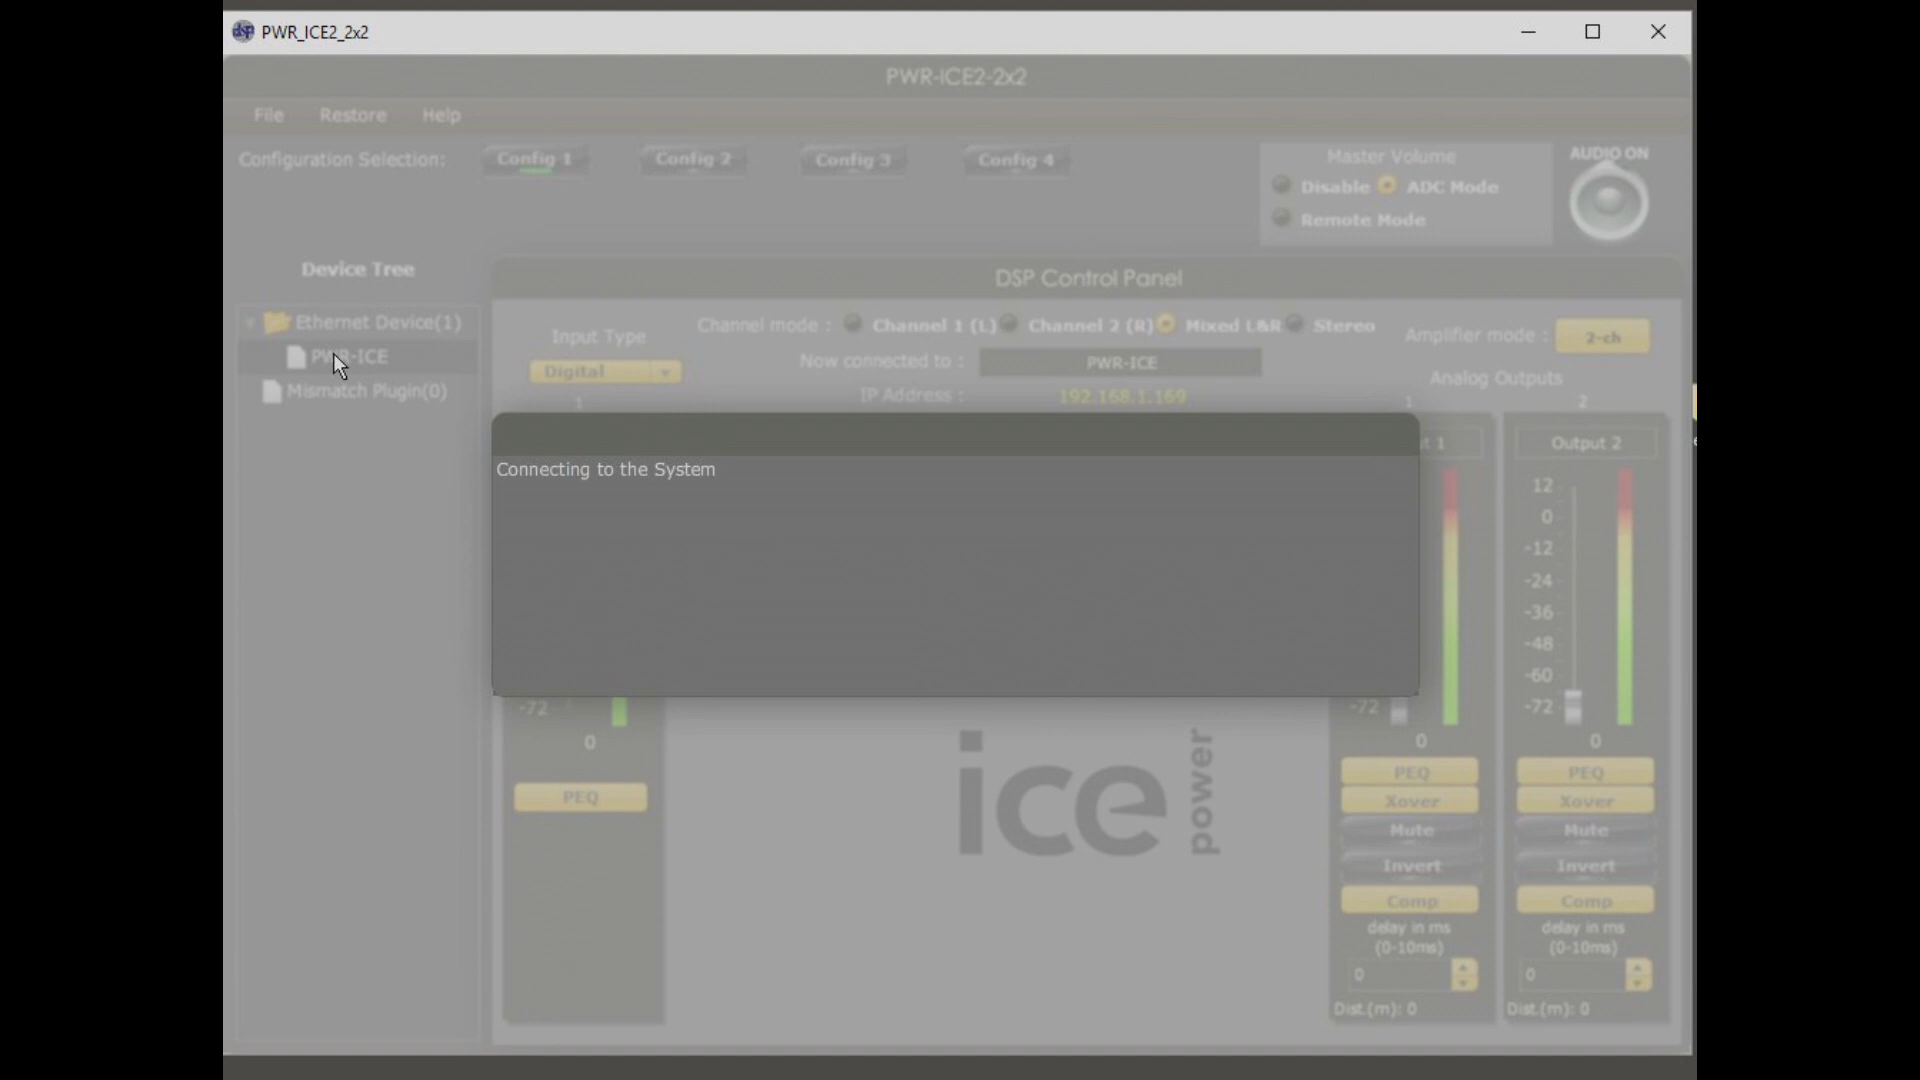 PWR_ICE2_2x2
PWR-ICE2-2x2
File Restore Help
Configuration Selection: Config 1 Config 2 Config 3 Config 4
Master Volume
Disable ADC Mode
Remote Mode
AUDIO ON
Device Tree
Ethernet Device(1)
PWR-ICE
Mismatch Plugin(0)
DSP Control Panel
Input Type
Digital
1
Channel mode : Channel 1 (L) Channel 2 (R) Mixed L&R Stereo
Now connected to : PWR-ICE
IP Address : 192.168.1.169
Amplifier mode : 2-ch
Analog Outputs
1 2
Connecting to the System
t 1
Output 2
12
0
-12
-24
-36
-48
-60
-72
-72
0
PEQ
-72
0
PEQ
Xover
Mute
Invert
Comp
delay in ms
(0-10ms)
0
Dist.(m): 0
0
PEQ
Xover
Mute
Invert
Comp
delay in ms
(0-10ms)
0
Dist.(m): 0
ice
power